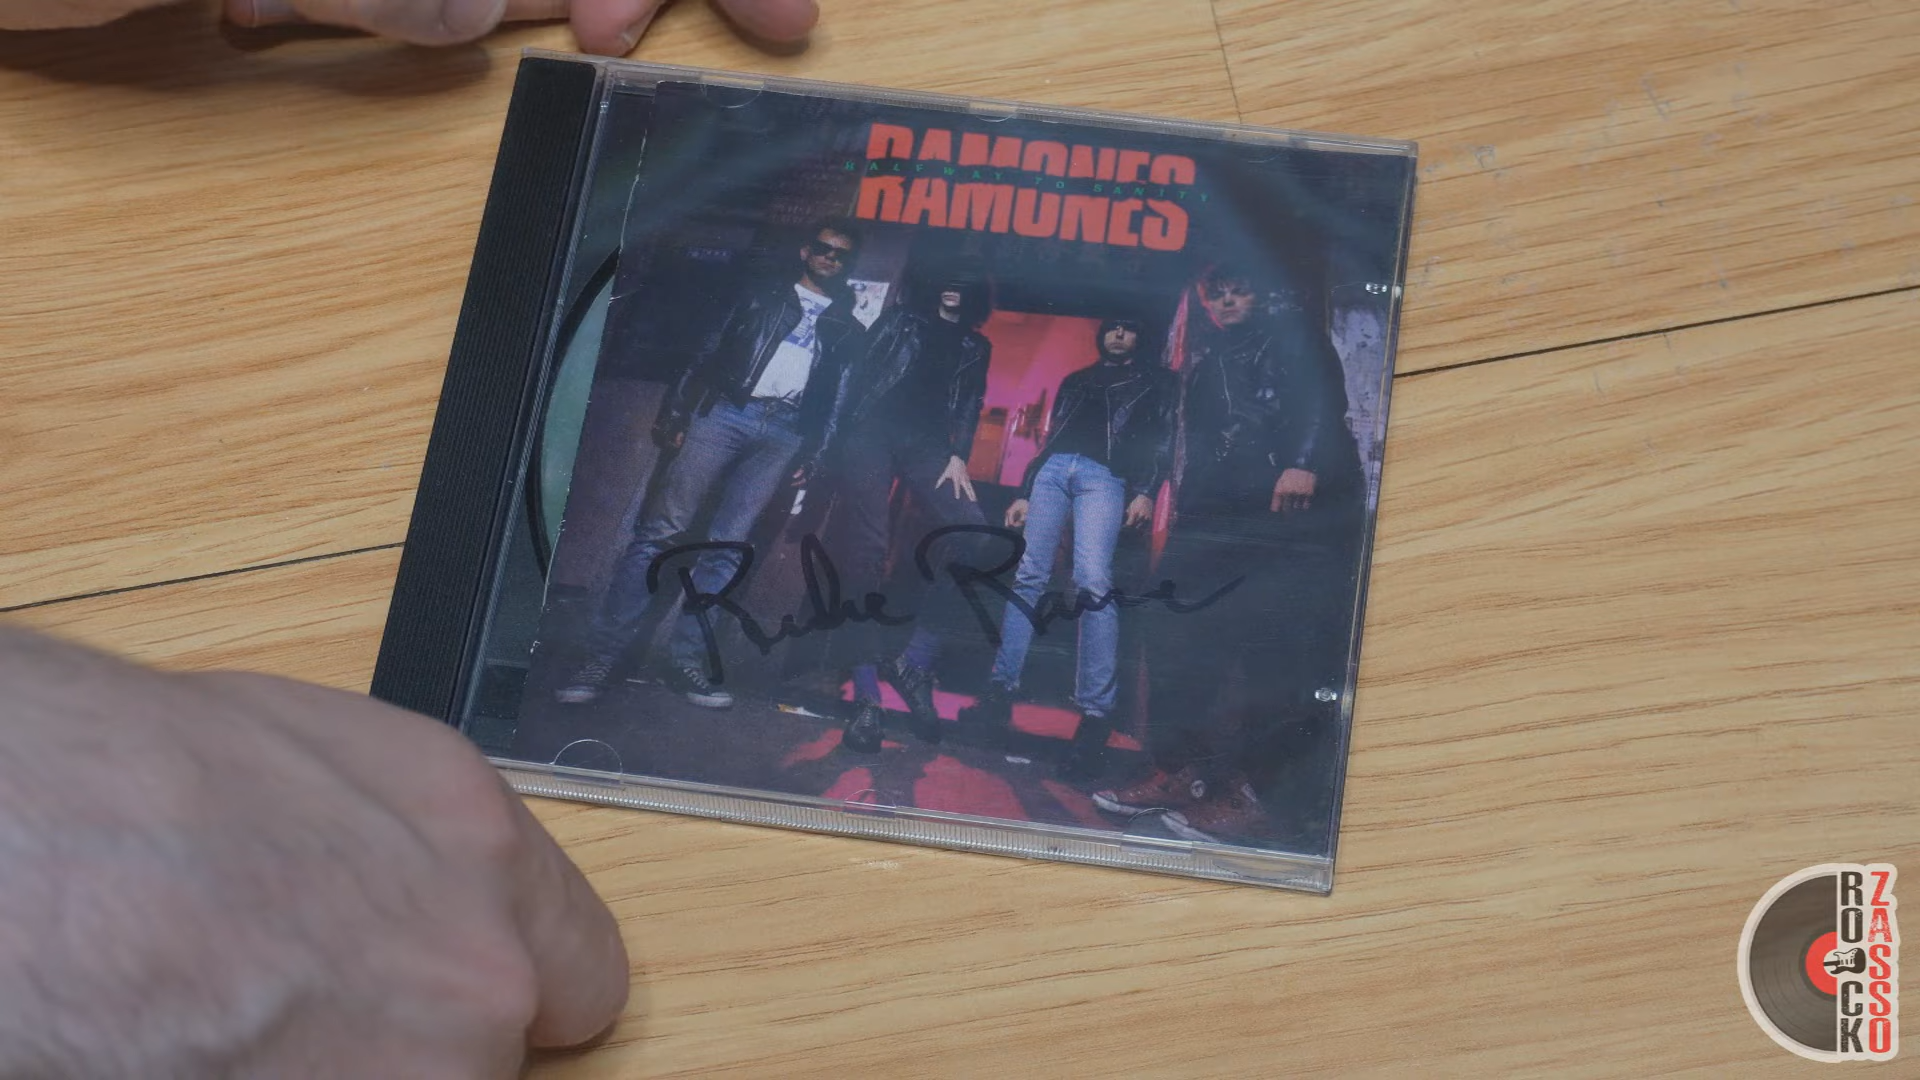 RAMONES
HALFWAY TO SANITY
RAMONES
Richie Ramone
ROCK
ZASSO